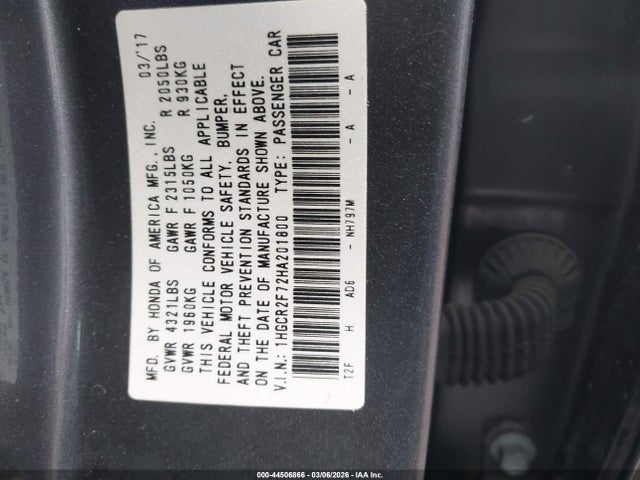 MFD. BY HONDA OF AMERICA MFG., INC. 03/'17
GVWR 4321LBS GAWR F 2315LBS R 2050LBS
GVWR 1960KG GAWR F 1050KG R 930KG
THIS VEHICLE CONFORMS TO ALL APPLICABLE
FEDERAL MOTOR VEHICLE SAFETY, BUMPER,
AND THEFT PREVENTION STANDARDS IN EFFECT
ON THE DATE OF MANUFACTURE SHOWN ABOVE.
V.I.N.: 1HGCR2F72HA201800 TYPE: PASSENGER CAR
T2F H AD6 - NH797M - A - A
000-44506866 - 03/06/2026 - IAA Inc.